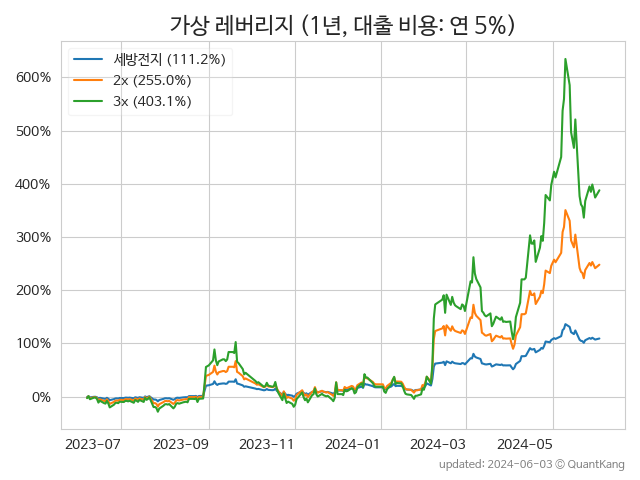 가상 레버리지 (1년, 대출 비용: 연 5%)
세방전지 (111.2%)
2x (255.0%)
3x (403.1%)
600%
500%
400%
300%
200%
100%
0%
2023-07 2023-09 2023-11 2024-01 2024-03 2024-05
updated: 2024-06-03 © QuantKang